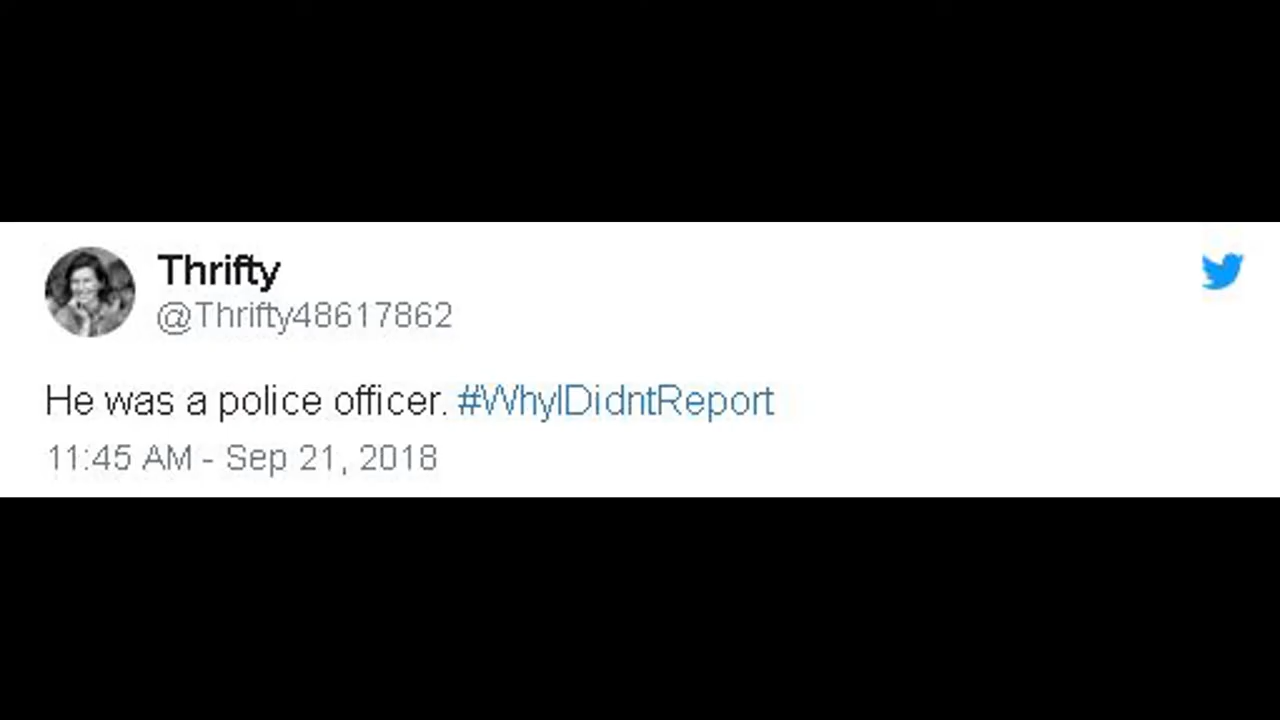 Thrifty
@Thrifty48617862
He was a police officer. #WhyIDidntReport
11:45 AM - Sep 21, 2018